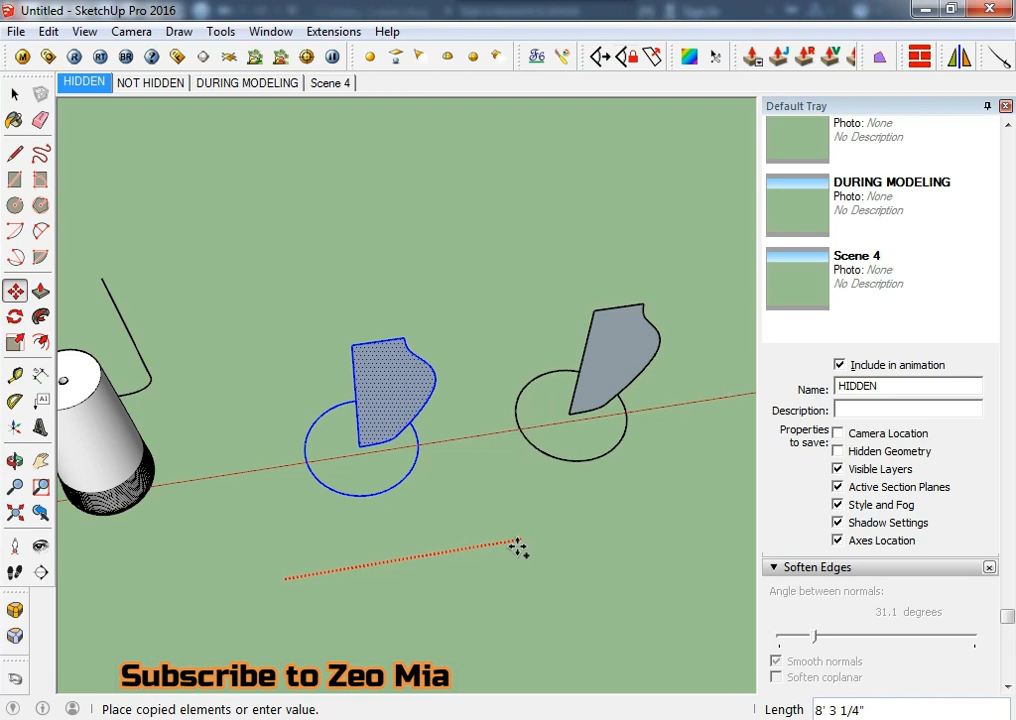 Untitled - SketchUp Pro 2016
File Edit View Camera Draw Tools Window Extensions Help
M R RT BR ?
J R V
HIDDEN NOT HIDDEN DURING MODELING Scene 4
Default Tray
Photo: None
No Description
DURING MODELING
Photo: None
No Description
Scene 4
Photo: None
No Description
Include in animation
Name: HIDDEN
Description:
Properties to save:
Camera Location
Hidden Geometry
Visible Layers
Active Section Planes
Style and Fog
Shadow Settings
Axes Location
Soften Edges
Angle between normals:
31.1 degrees
Smooth normals
Soften coplanar
Subscribe to Zeo Mia
Place copied elements or enter value.
Length 8' 3 1/4"